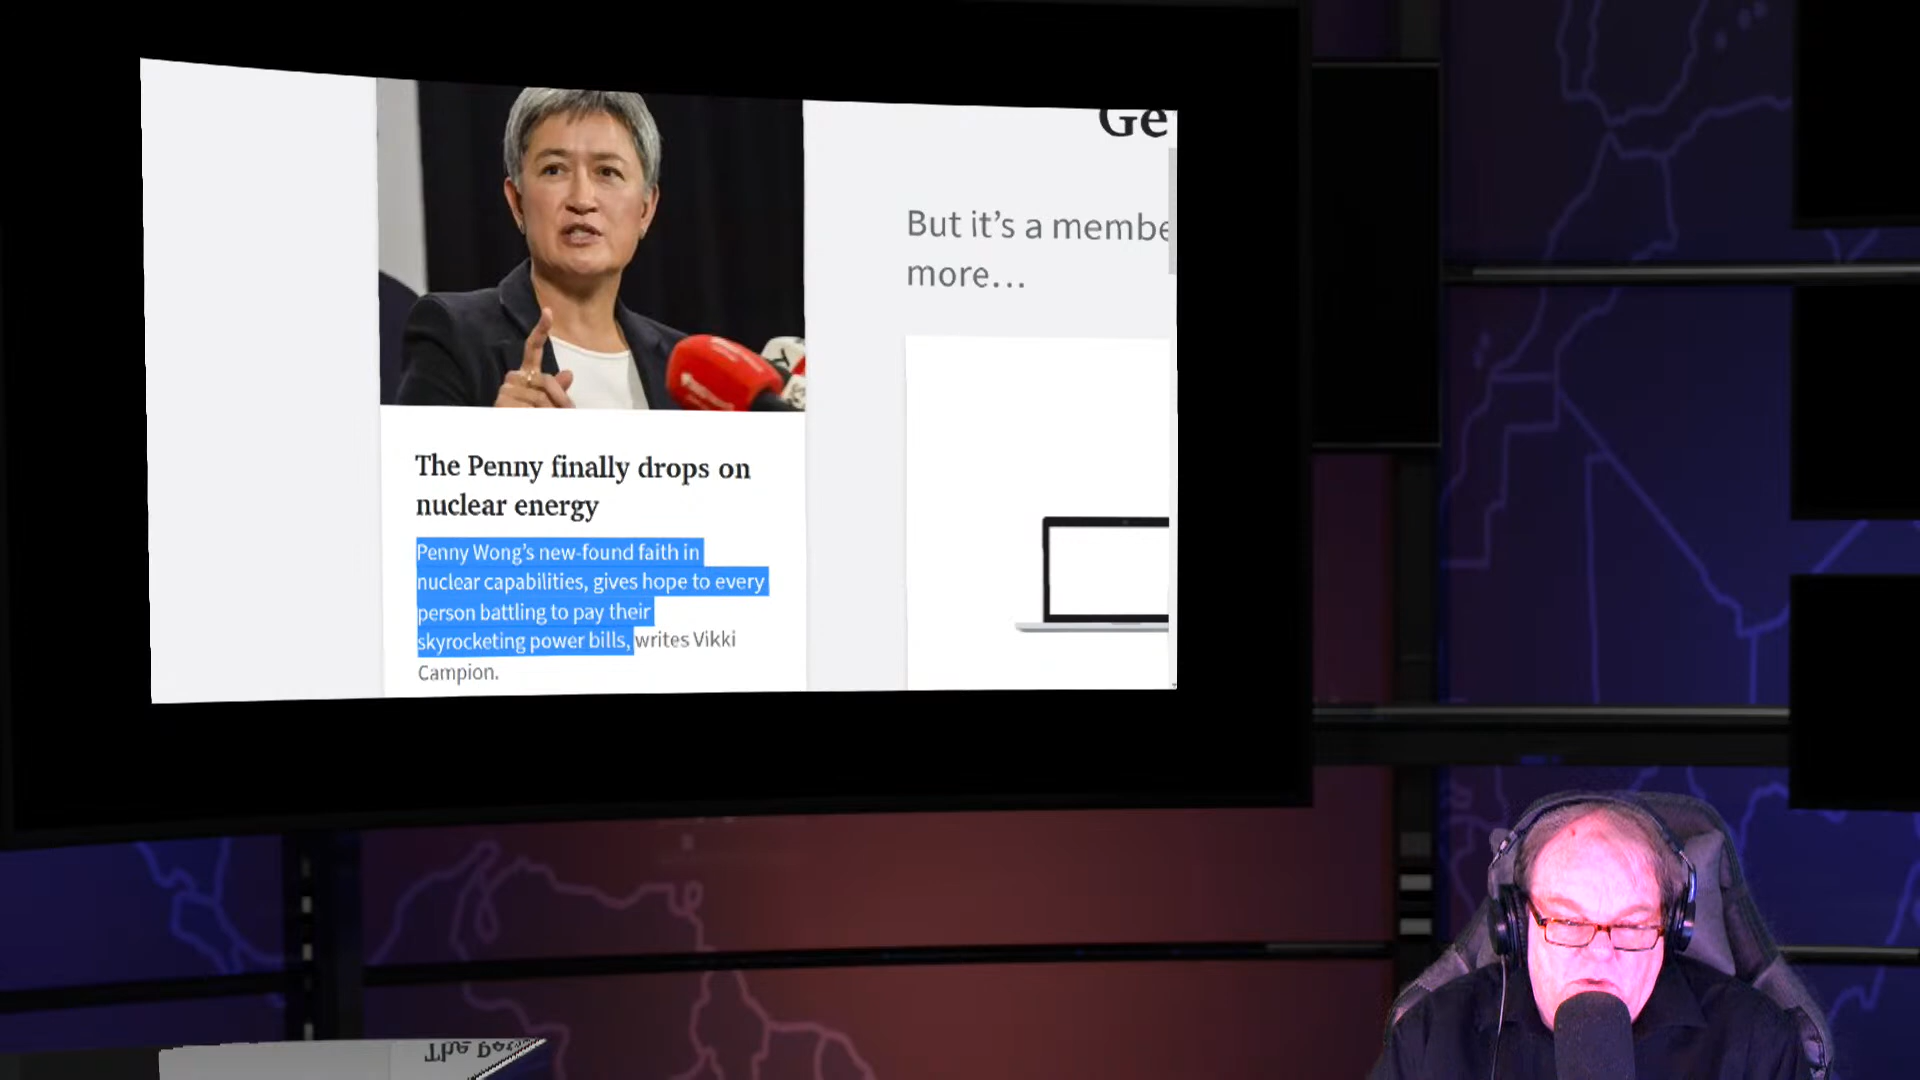 Ge
But it's a membe
more...
The Penny finally drops on
nuclear energy
Penny Wong's new-found faith in
nuclear capabilities, gives hope to every
person battling to pay their
skyrocketing power bills, writes Vikki
Campion.